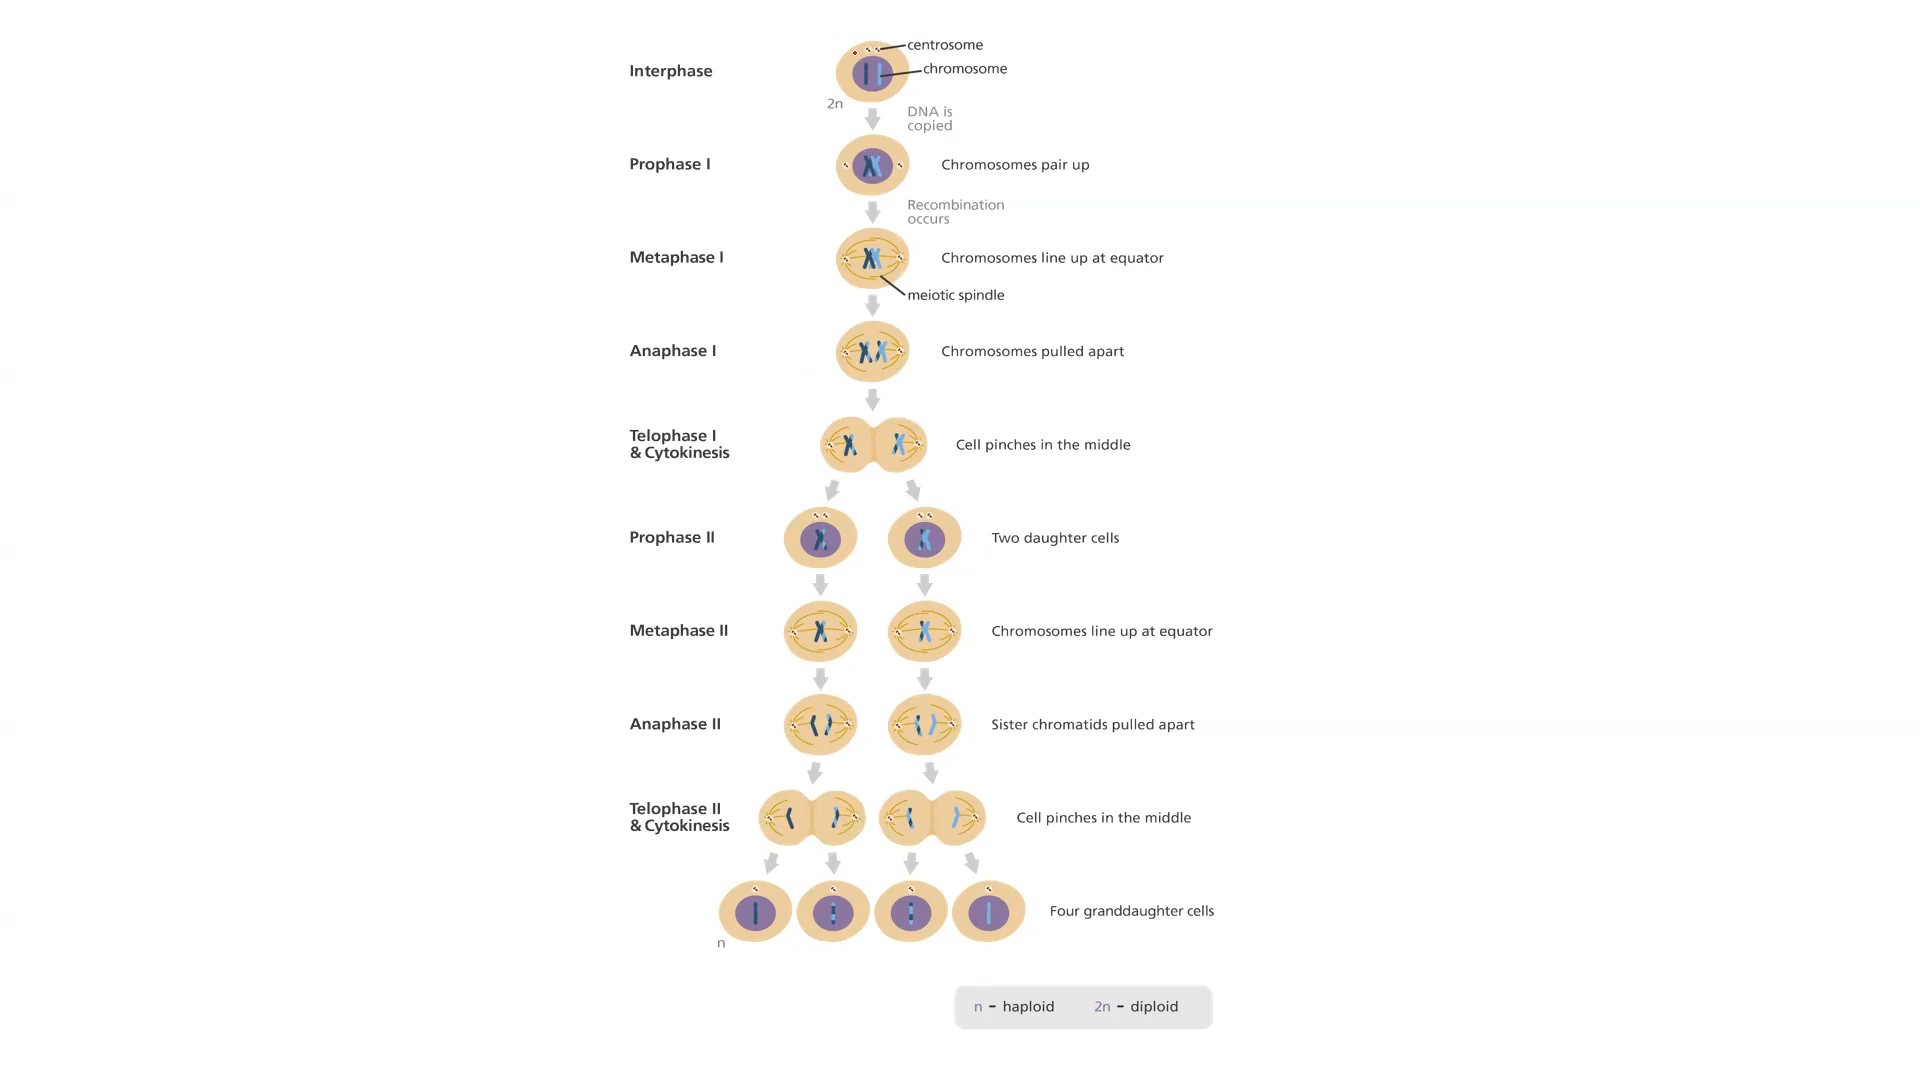 centrosome
Interphase
chromosome
2n
DNA is
copied
Prophase I
Chromosomes pair up
Recombination
occurs
Metaphase I
Chromosomes line up at equator
meiotic spindle
Anaphase I
Chromosomes pulled apart
Telophase I
& Cytokinesis
Cell pinches in the middle
Prophase II
Two daughter cells
Metaphase II
Chromosomes line up at equator
Anaphase II
Sister chromatids pulled apart
Telophase II
& Cytokinesis
Cell pinches in the middle
Four granddaughter cells
n
n – haploid 2n – diploid